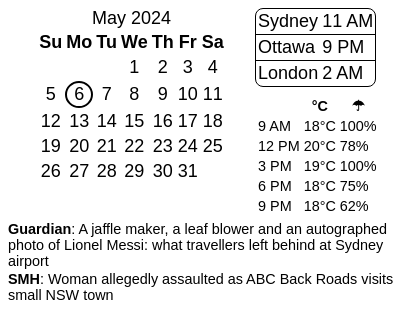 May 2024
Su Mo Tu We Th Fr Sa
1 2 3 4
5 6 7 8 9 10 11
12 13 14 15 16 17 18
19 20 21 22 23 24 25
26 27 28 29 30 31
Sydney 11 AM
Ottawa 9 PM
London 2 AM
°C ☂
9 AM 18°C 100%
12 PM 20°C 78%
3 PM 19°C 100%
6 PM 18°C 75%
9 PM 18°C 62%
Guardian: A jaffle maker, a leaf blower and an autographed
photo of Lionel Messi: what travellers left behind at Sydney
airport
SMH: Woman allegedly assaulted as ABC Back Roads visits
small NSW town